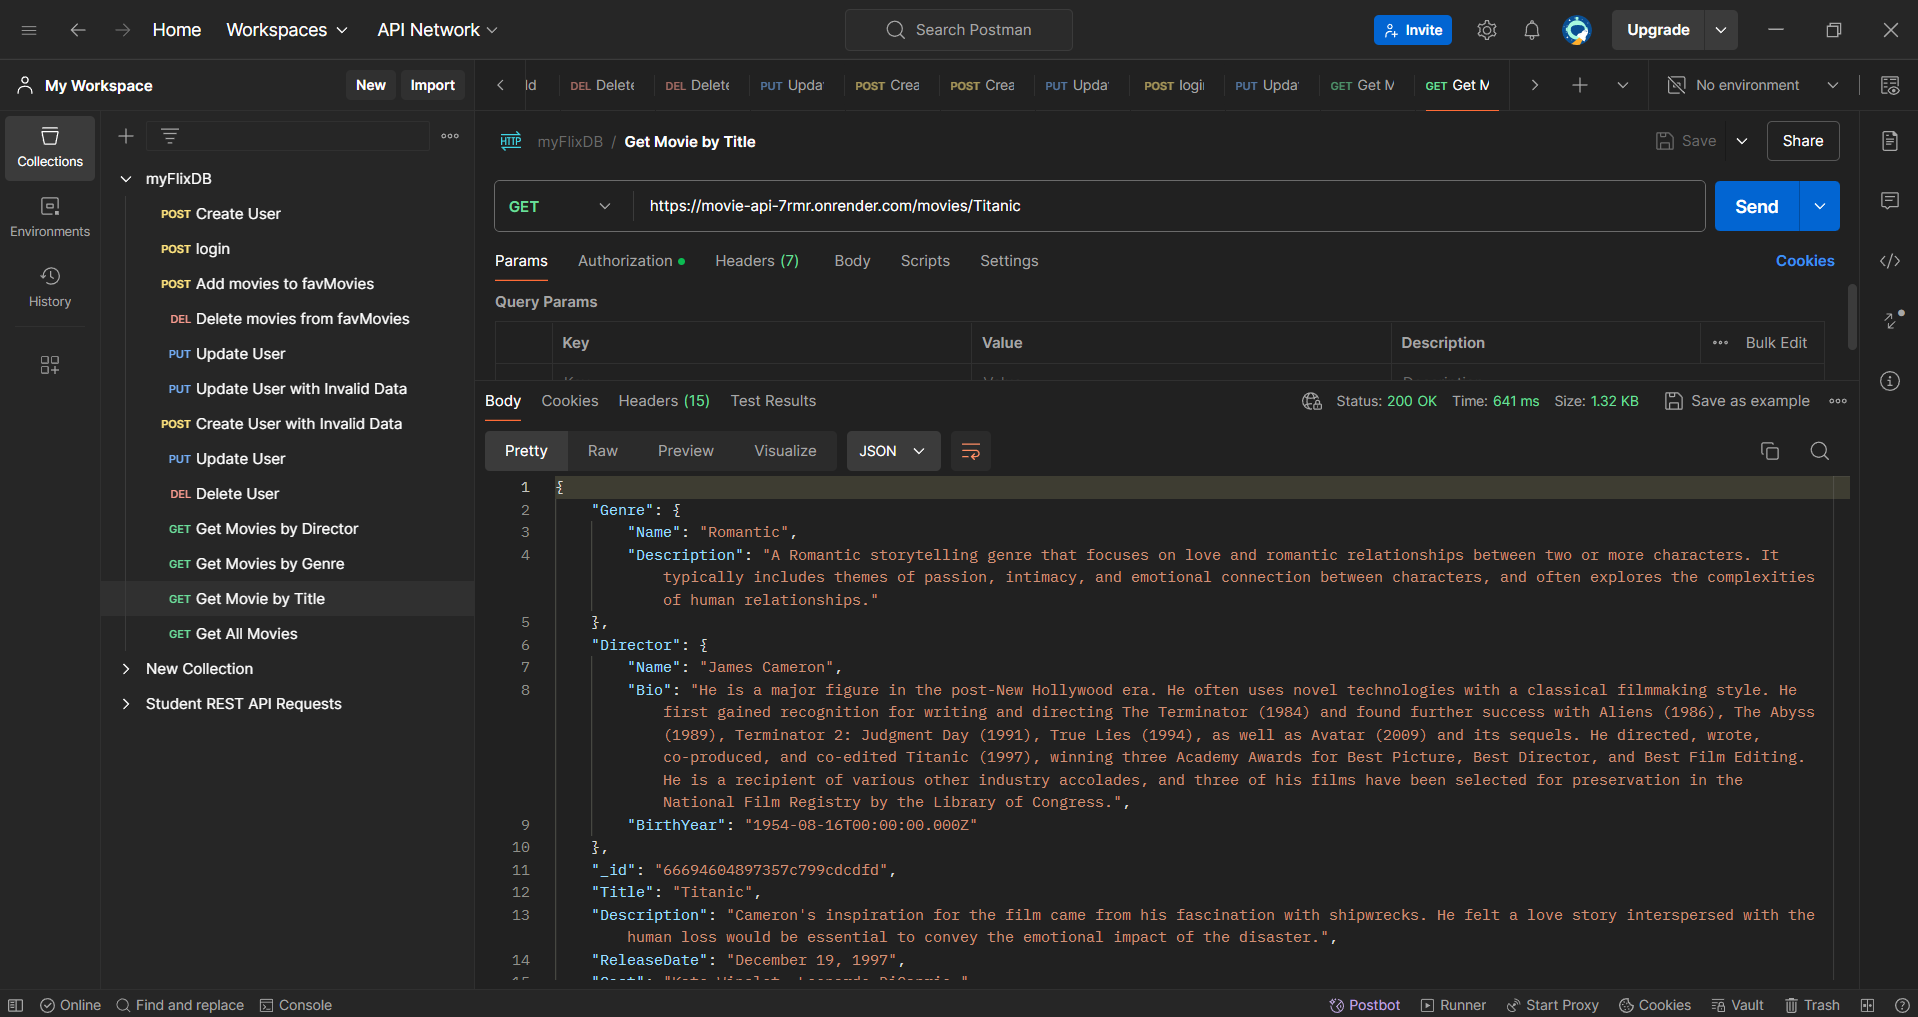 Home
Workspaces
API Network
Search Postman
Invite
Upgrade
My Workspace
New
Import
ld
DEL Delete
DEL Delete
PUT Upda
POST Crea
POST Crea
PUT Upda
POST logi
PUT Upda
GET Get M
GET Get M
No environment
Collections
Environments
History
myFlixDB
POST Create User
POST login
POST Add movies to favMovies
DEL Delete movies from favMovies
PUT Update User
PUT Update User with Invalid Data
POST Create User with Invalid Data
PUT Update User
DEL Delete User
GET Get Movies by Director
GET Get Movies by Genre
GET Get Movie by Title
GET Get All Movies
New Collection
Student REST API Requests
HTTP myFlixDB / Get Movie by Title
Save
Share
GET
https://movie-api-7rmr.onrender.com/movies/Titanic
Send
Params
Authorization
Headers (7)
Body
Scripts
Settings
Cookies
Query Params
Key
Value
Description
Bulk Edit
Body
Cookies
Headers (15)
Test Results
Status: 200 OK
Time: 641 ms
Size: 1.32 KB
Save as example
Pretty
Raw
Preview
Visualize
JSON
1 {
2 "Genre": {
3 "Name": "Romantic",
4 "Description": "A Romantic storytelling genre that focuses on love and romantic relationships between two or more characters. It
typically includes themes of passion, intimacy, and emotional connection between characters, and often explores the complexities
of human relationships."
5 },
6 "Director": {
7 "Name": "James Cameron",
8 "Bio": "He is a major figure in the post-New Hollywood era. He often uses novel technologies with a classical filmmaking style. He
first gained recognition for writing and directing The Terminator (1984) and found further success with Aliens (1986), The Abyss
(1989), Terminator 2: Judgment Day (1991), True Lies (1994), as well as Avatar (2009) and its sequels. He directed, wrote,
co-produced, and co-edited Titanic (1997), winning three Academy Awards for Best Picture, Best Director, and Best Film Editing.
He is a recipient of various other industry accolades, and three of his films have been selected for preservation in the
National Film Registry by the Library of Congress.",
9 "BirthYear": "1954-08-16T00:00:00.000Z"
10 },
11 "_id": "66694604897357c799cdcdfd",
12 "Title": "Titanic",
13 "Description": "Cameron's inspiration for the film came from his fascination with shipwrecks. He felt a love story interspersed with the
human loss would be essential to convey the emotional impact of the disaster.",
14 "ReleaseDate": "December 19, 1997",
Online
Find and replace
Console
Postbot
Runner
Start Proxy
Cookies
Vault
Trash